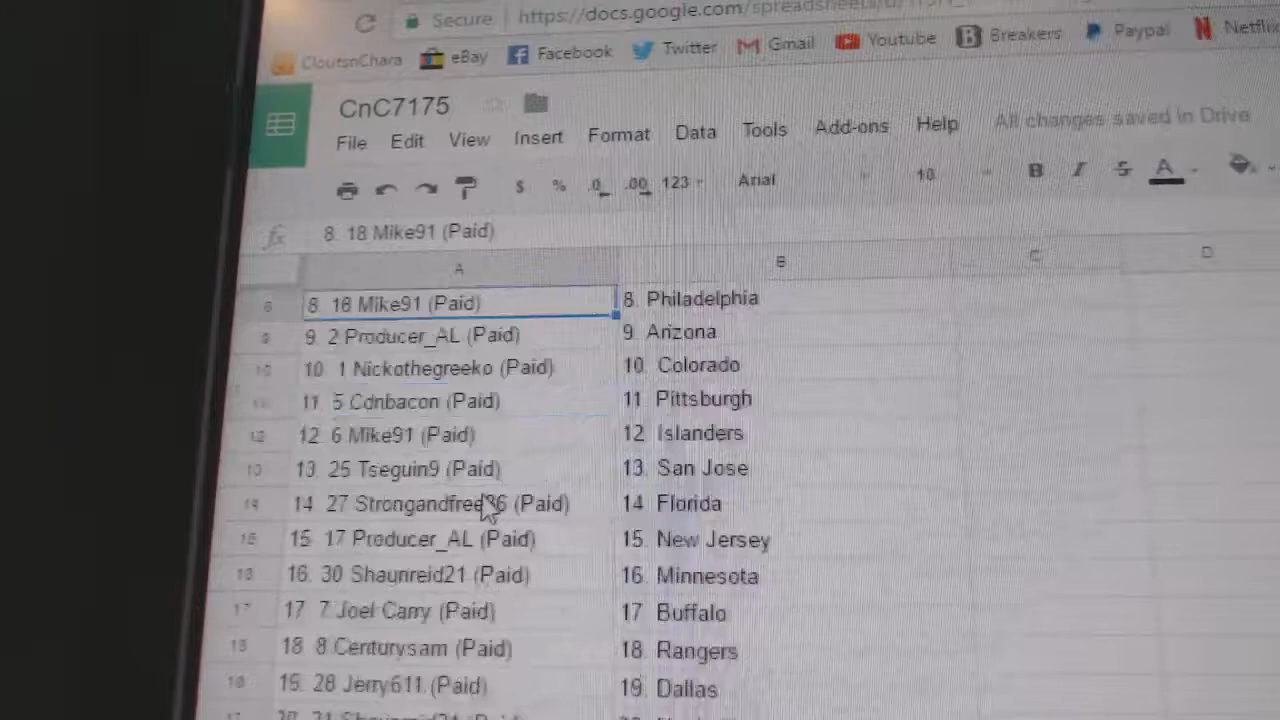 Secure https://docs.google.com/spreadsheets/
CloutsnChara eBay Facebook Twitter Gmail Youtube Breakers Paypal Netflix
CnC7175
File Edit View Insert Format Data Tools Add-ons Help All changes saved in Drive
$ % .0 .00 123 Arial 10 B I S A
fx 8. 18 Mike91 (Paid)
A B C D
8. 18 Mike91 (Paid) 8. Philadelphia
9. 2 Producer_AL (Paid) 9. Arizona
10. 1 Nickothegreeko (Paid) 10. Colorado
11. 5 Cdnbacon (Paid) 11. Pittsburgh
12. 6 Mike91 (Paid) 12. Islanders
13. 25 Tseguin9 (Paid) 13. San Jose
14. 27 (Paid) 14. Florida
15. 17 Producer_AL (Paid) 15. New Jersey
16. 30 Shaynreid21 (Paid) 16. Minnesota
17. 7 Joel Carry (Paid) 17. Buffalo
18. 8 Centurysam (Paid) 18. Rangers
19. 28 Jerry611 (Paid) 19. Dallas